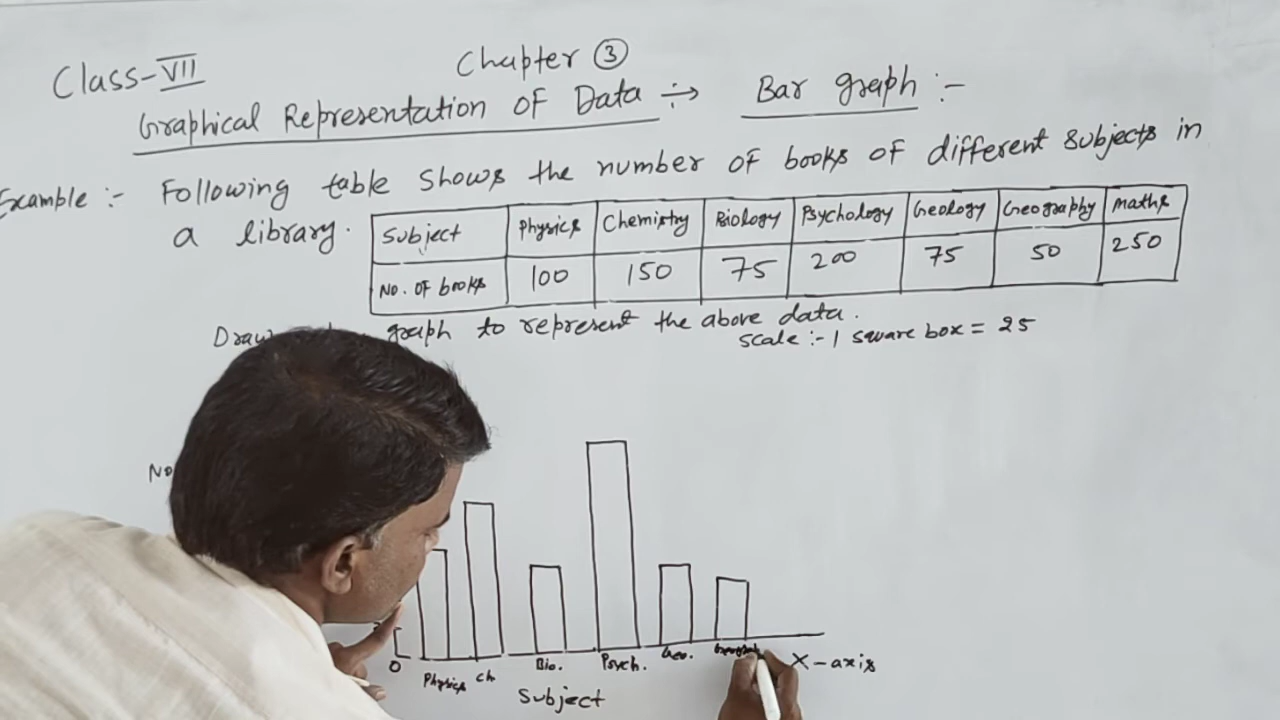 Class-VII
Chapter ③
Graphical Representation OF Data ÷→ Bar graph :-
Example :- Following table shows the number of books of different subjects in
a library.
Subject Physics Chemistry Biology Psychology Geology Geography maths
No. of books 100 150 75 200 75 50 250
Draw graph to represent the above data.
Scale :- 1 square box = 25
No
0 Physics Ch Bio. Psych. Geo.
X-axis
Subject